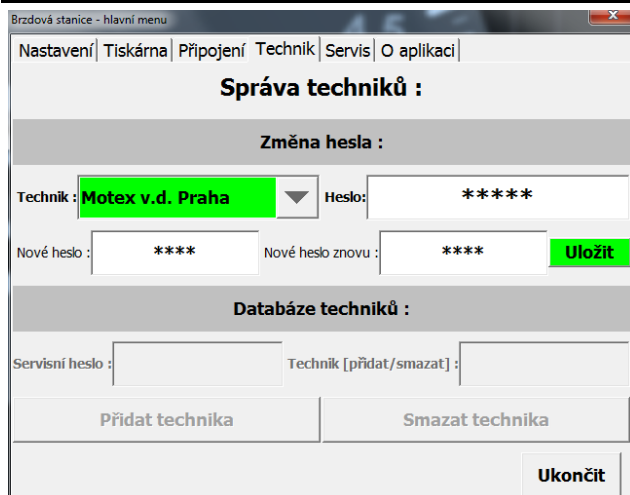 Brzdová stanice - hlavní menu
Nastavení Tiskárna Připojení Technik Servis O aplikaci
Správa techniků :
Změna hesla :
Technik : Motex v.d. Praha Heslo: *****
Nové heslo : **** Nové heslo znovu : **** Uložit
Databáze techniků :
Servisní heslo : Technik [přidat/smazat] :
Přidat technika Smazat technika
Ukončit